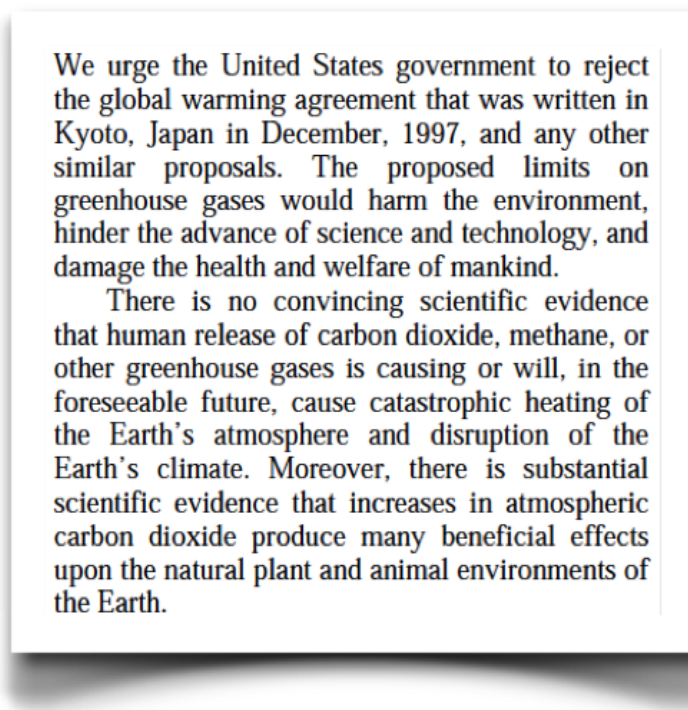 We urge the United States government to reject
the global warming agreement that was written in
Kyoto, Japan in December, 1997, and any other
similar proposals. The proposed limits on
greenhouse gases would harm the environment,
hinder the advance of science and technology, and
damage the health and welfare of mankind.
There is no convincing scientific evidence
that human release of carbon dioxide, methane, or
other greenhouse gases is causing or will, in the
foreseeable future, cause catastrophic heating of
the Earth's atmosphere and disruption of the
Earth's climate. Moreover, there is substantial
scientific evidence that increases in atmospheric
carbon dioxide produce many beneficial effects
upon the natural plant and animal environments of
the Earth.